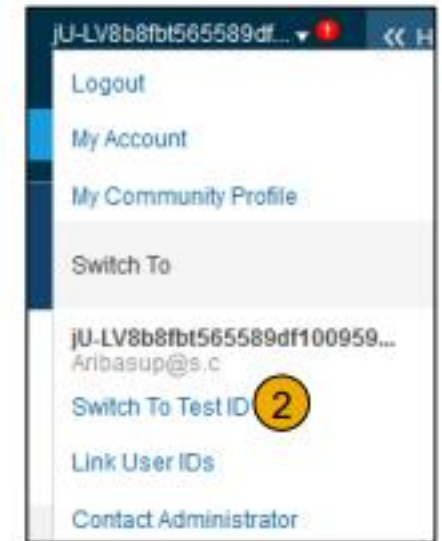 jU-LV8b8fbt565589df... ▾ ! « H
Logout
My Account
My Community Profile
Switch To
jU-LV8b8fbt565589df100959...
Aribasup@s.c
Switch To Test ID 2
Link User IDs
Contact Administrator